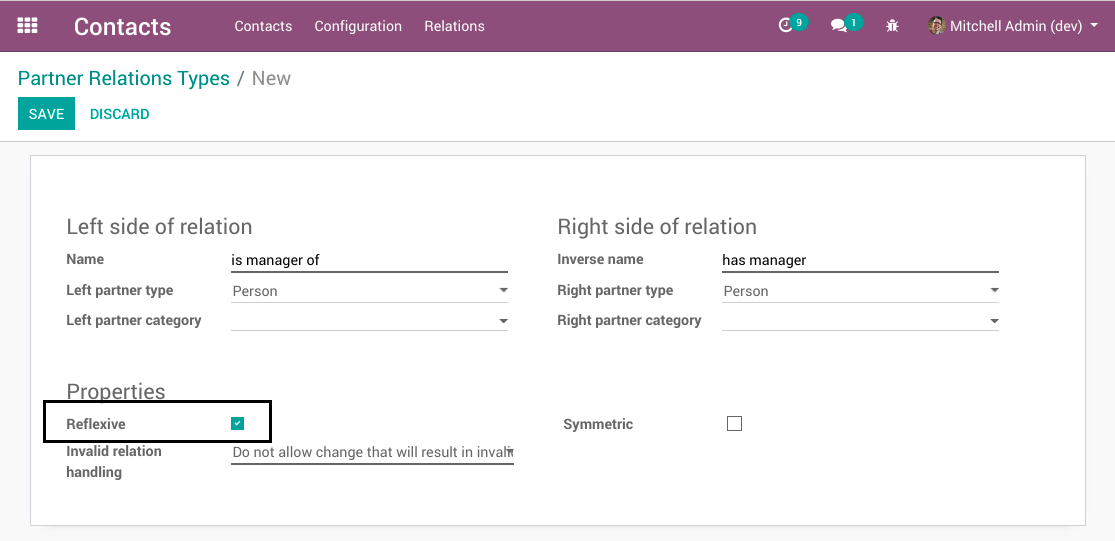 Contacts Contacts Configuration Relations 9 1 Mitchell Admin (dev)
Partner Relations Types / New
SAVE DISCARD
Left side of relation Right side of relation
Name is manager of Inverse name has manager
Left partner type Person Right partner type Person
Left partner category Right partner category
Properties
Reflexive Symmetric
Invalid relation Do not allow change that will result in invali
handling